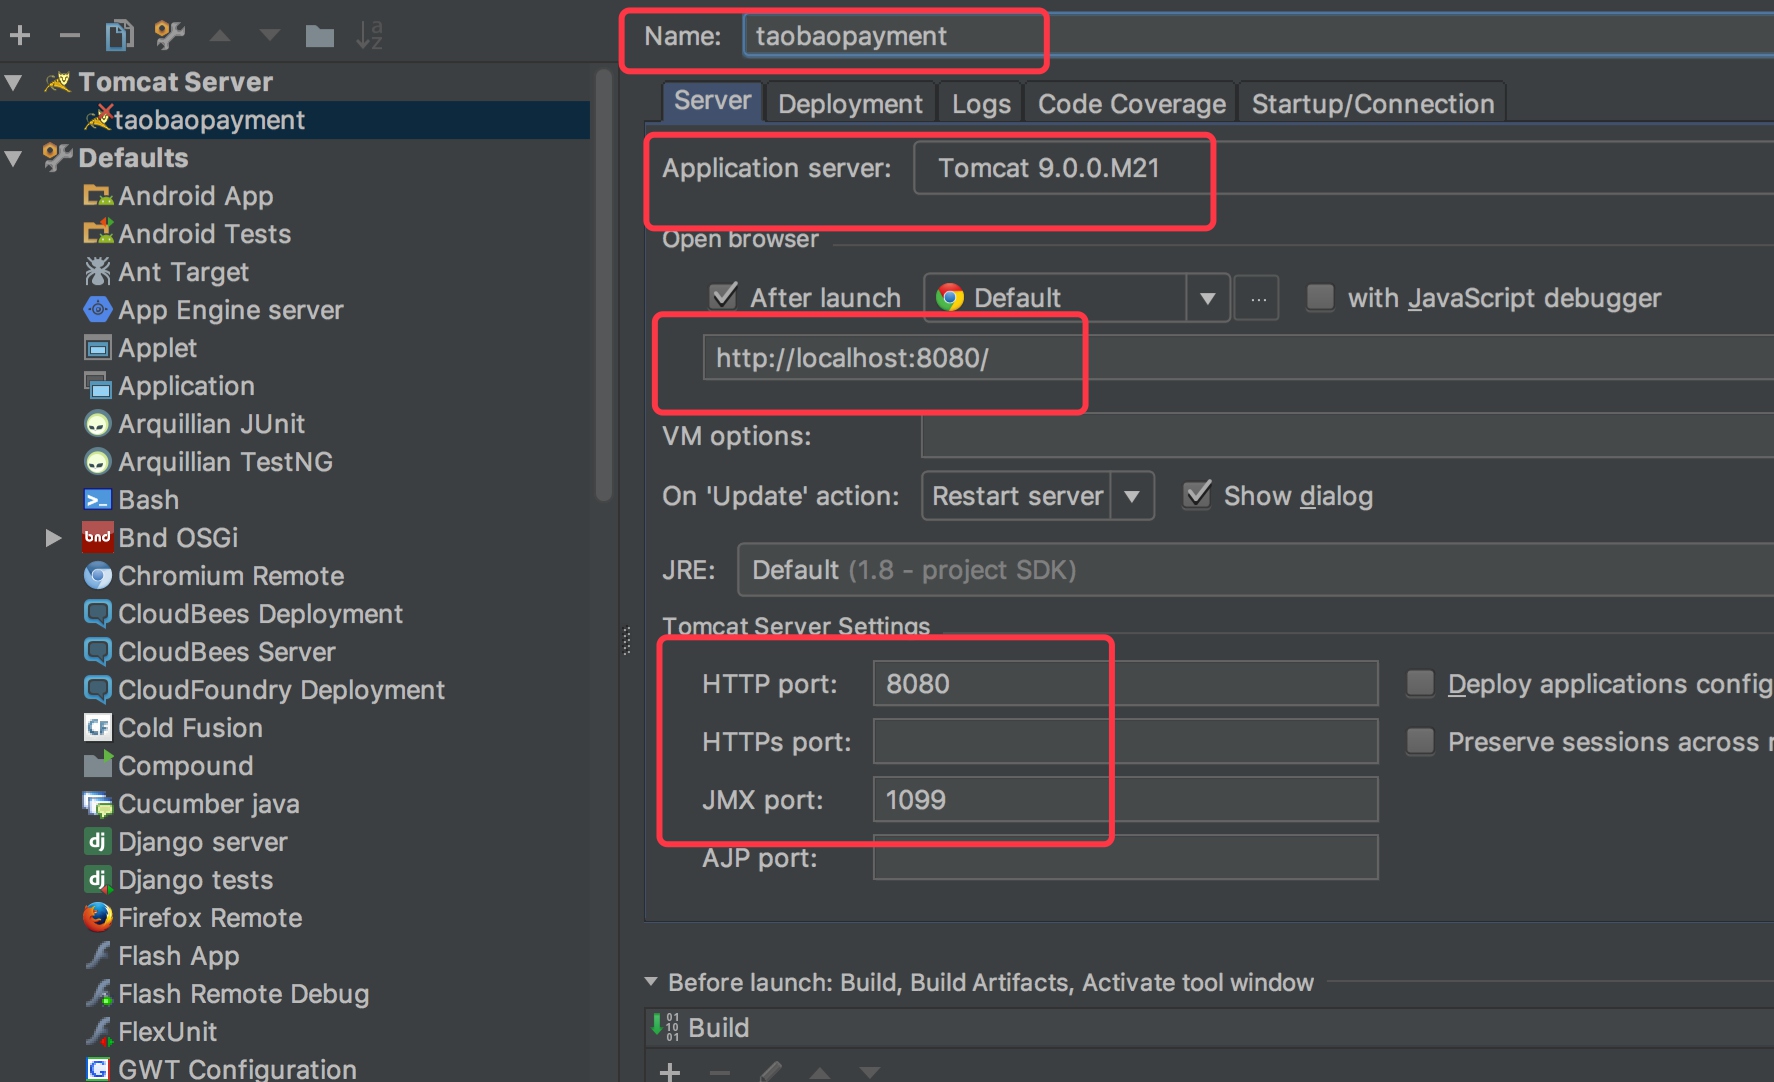 Name: taobaopayment
Tomcat Server
taobaopayment
Defaults
Android App
Android Tests
Ant Target
App Engine server
Applet
Application
Arquillian JUnit
Arquillian TestNG
Bash
bnd Bnd OSGi
Chromium Remote
CloudBees Deployment
CloudBees Server
CloudFoundry Deployment
CF Cold Fusion
Compound
Cucumber java
dj Django server
dj Django tests
Firefox Remote
Flash App
Flash Remote Debug
FlexUnit
G GWT Configuration
Server Deployment Logs Code Coverage Startup/Connection
Application server: Tomcat 9.0.0.M21
Open browser
After launch Default ... with JavaScript debugger
http://localhost:8080/
VM options:
On 'Update' action: Restart server Show dialog
JRE: Default (1.8 - project SDK)
Tomcat Server Settings
HTTP port: 8080 Deploy applications config
HTTPs port: Preserve sessions across r
JMX port: 1099
AJP port:
Before launch: Build, Build Artifacts, Activate tool window
Build